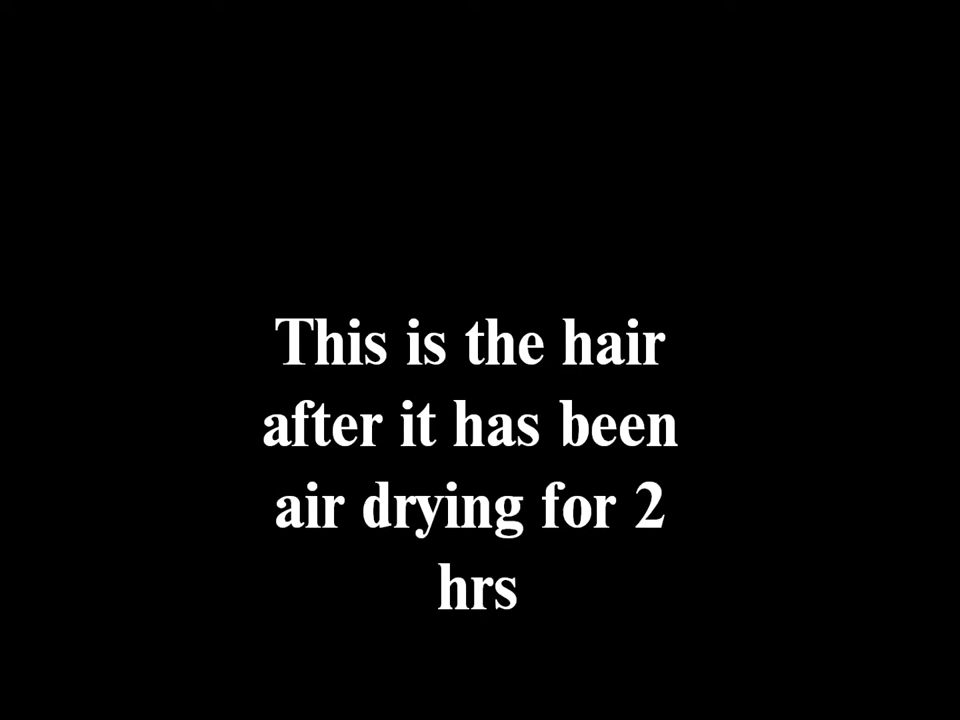 This is the hair
after it has been
air drying for 2
hrs